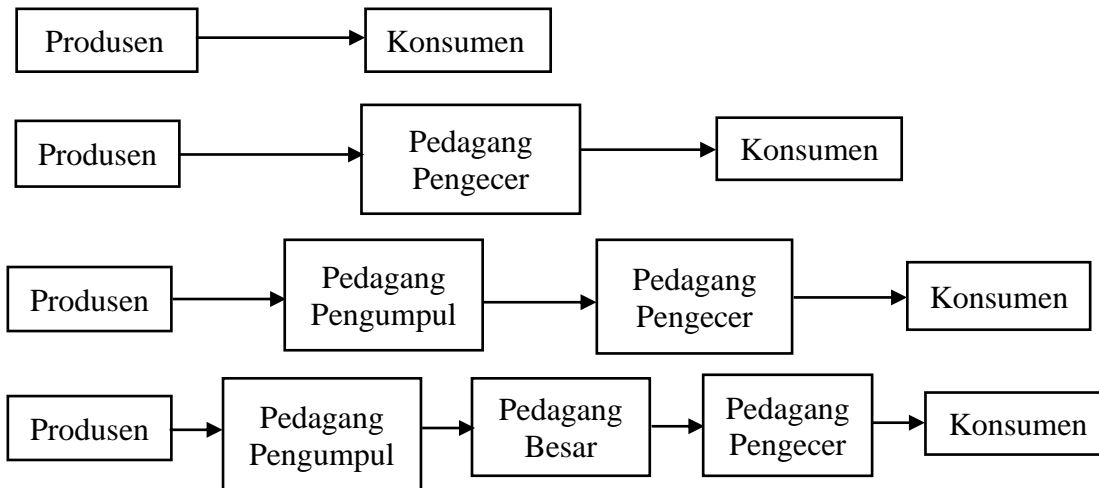 Produsen
Konsumen
Produsen
Pedagang
Pengecer
Konsumen
Produsen
Pedagang
Pengumpul
Pedagang
Pengecer
Konsumen
Produsen
Pedagang
Pengumpul
Pedagang
Besar
Pedagang
Pengecer
Konsumen